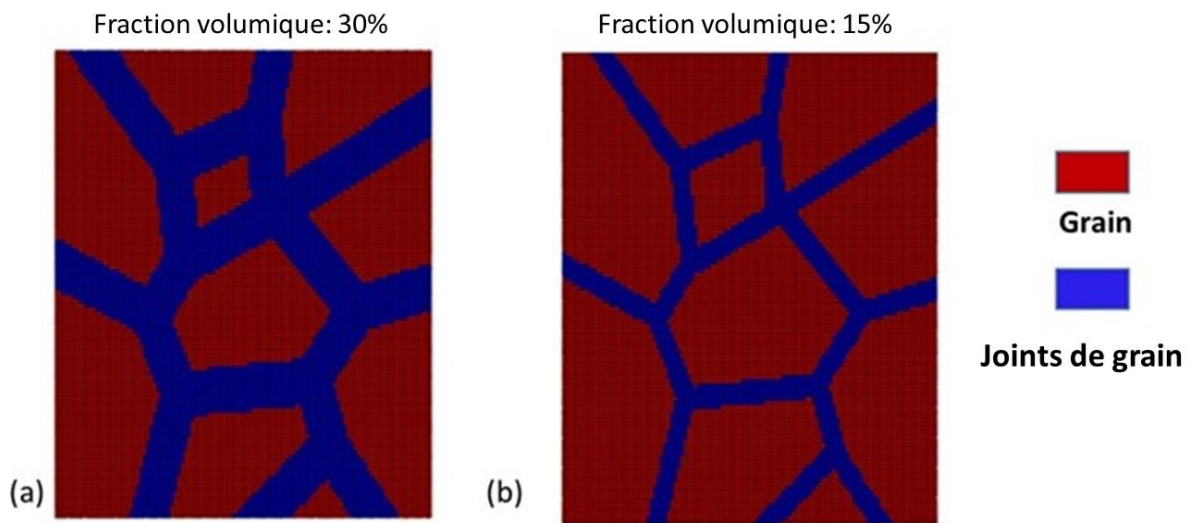 Fraction volumique: 30%
Fraction volumique: 15%
Grain
Joints de grain
(a)
(b)